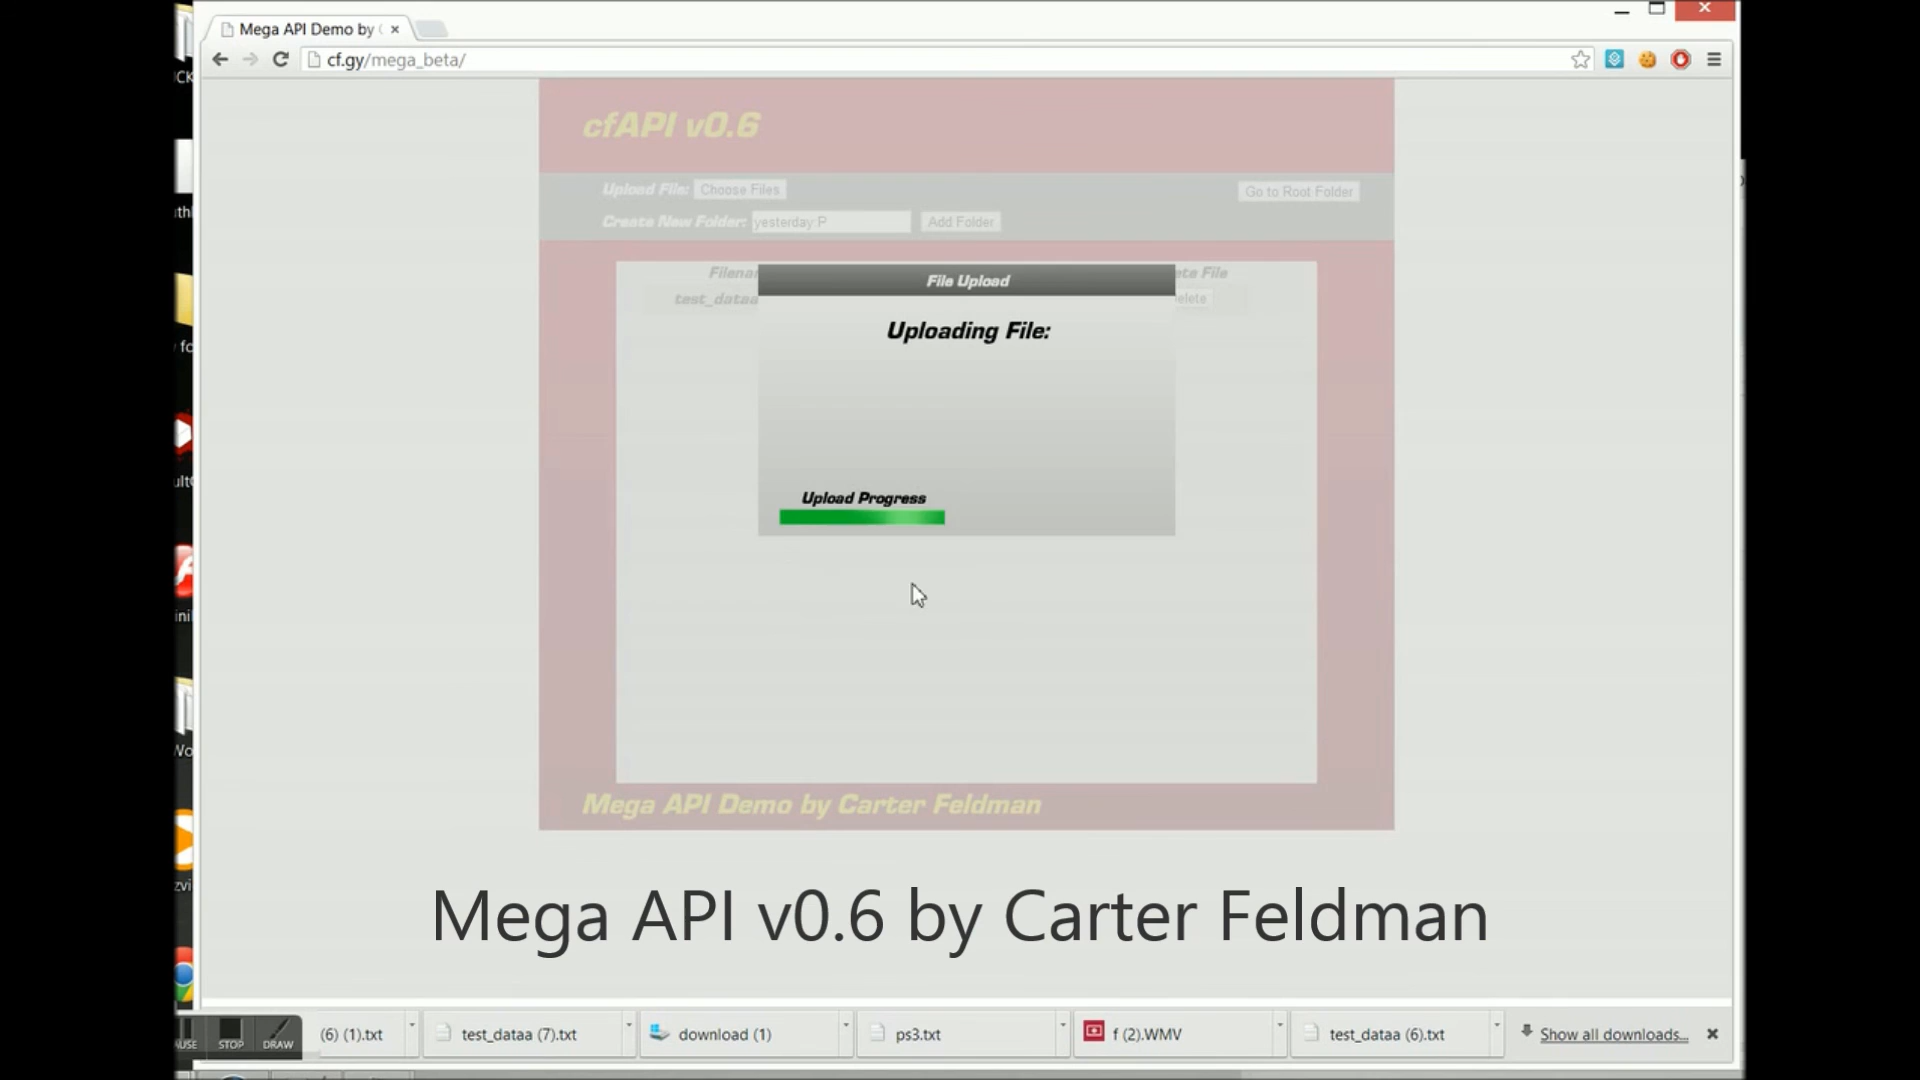 Mega API Demo by
cf.gy/mega_beta/
cfAPI v0.6
Upload File: Choose Files
Go to Root Folder
Create New Folder: yesterday:P Add Folder
File Upload
test_dataa
Uploading File:
Upload Progress
Mega API Demo by Carter Feldman
Mega API v0.6 by Carter Feldman
STOP DRAW (6) (1).txt test_dataa (7).txt download (1) ps3.txt f (2).WMV test_dataa (6).txt Show all downloads...